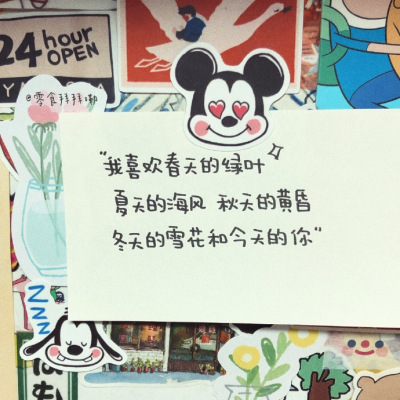 24 hour
OPEN
@零食拜拜嘞
"我喜欢春天的绿叶
夏天的海风 秋天的黄昏
冬天的雪花和今天的你"
ZZZ